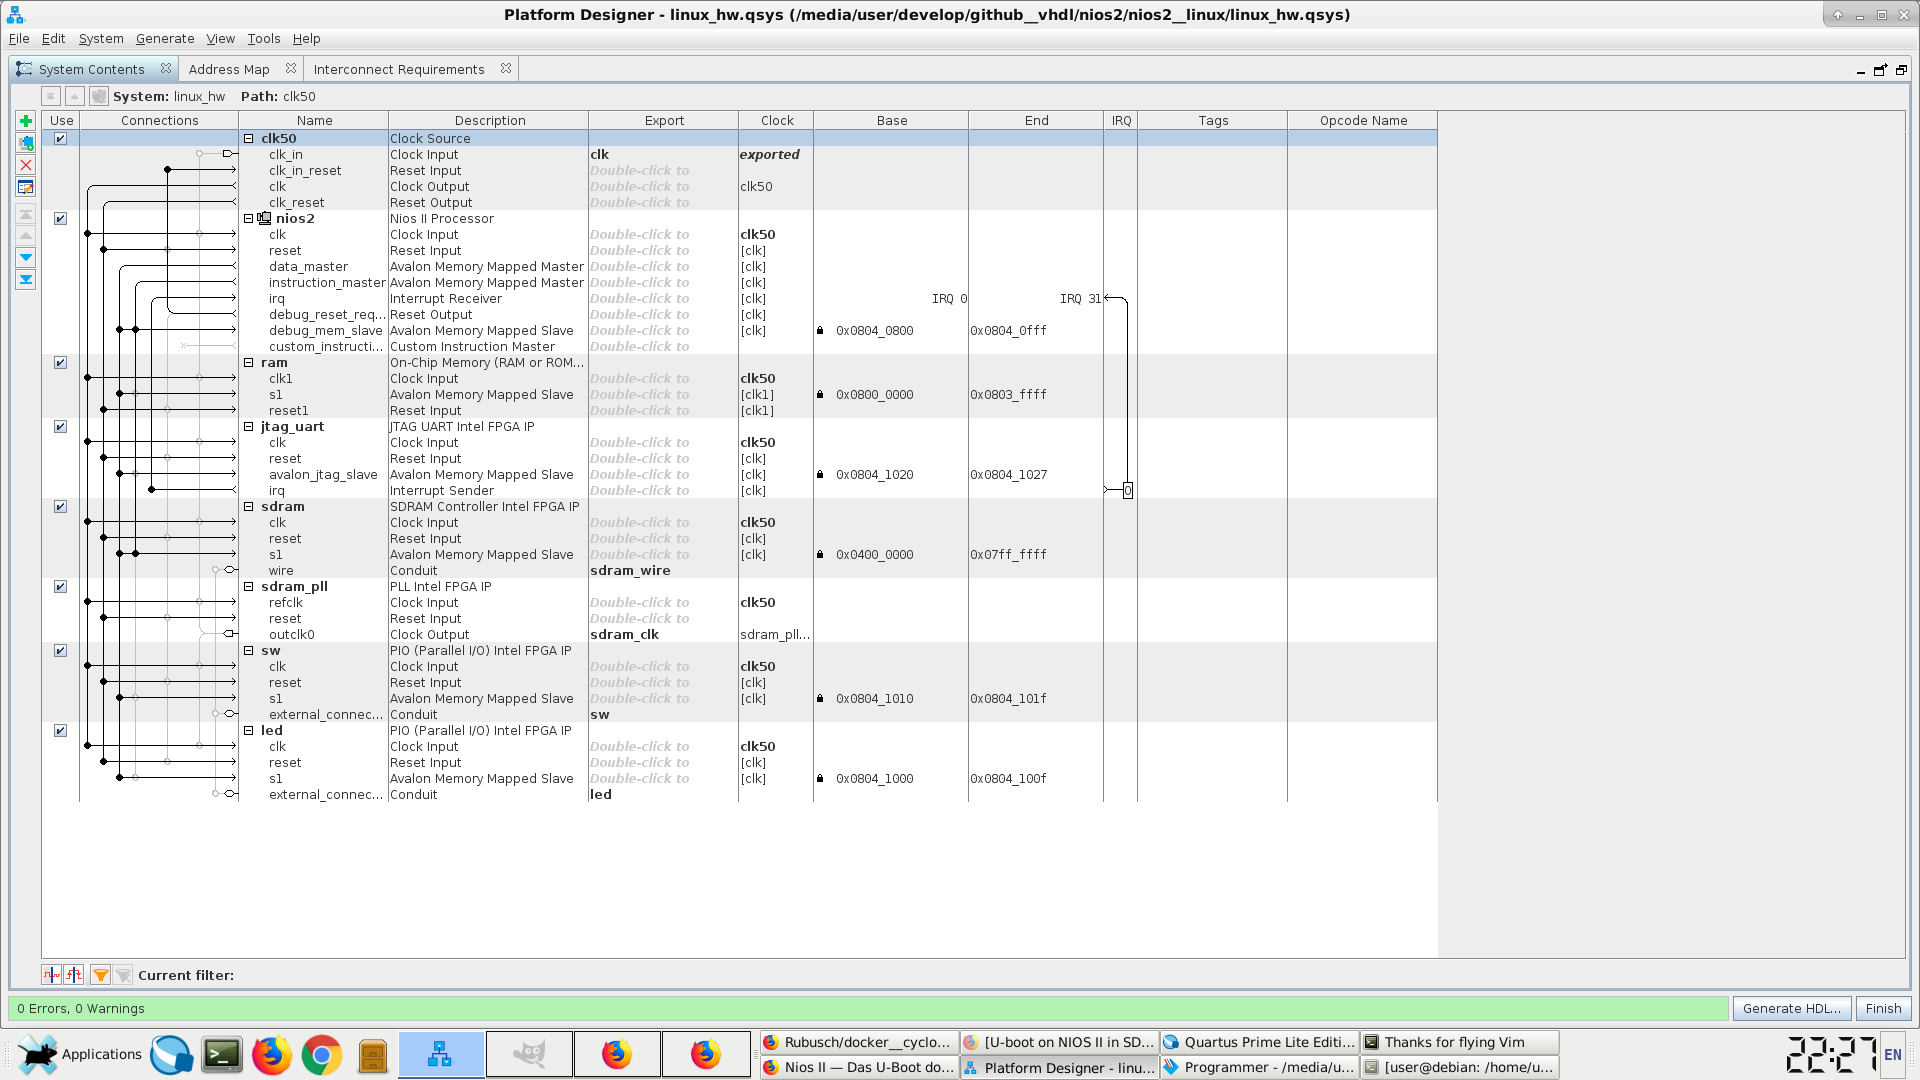 Platform Designer - linux_hw.qsys (/media/user/develop/github__vhdl/nios2/nios2__linux/linux_hw.qsys)
File Edit System Generate View Tools Help
System Contents Address Map Interconnect Requirements
System: linux_hw Path: clk50
Use Connections Name Description Export Clock Base End IRQ Tags Opcode Name
clk50 Clock Source
clk_in Clock Input clk exported
clk_in_reset Reset Input Double-click to
clk Clock Output Double-click to clk50
clk_reset Reset Output Double-click to
nios2 Nios II Processor
clk Clock Input Double-click to clk50
reset Reset Input Double-click to [clk]
data_master Avalon Memory Mapped Master Double-click to [clk]
instruction_master Avalon Memory Mapped Master Double-click to [clk]
irq Interrupt Receiver Double-click to [clk] IRQ 0 IRQ 31
debug_reset_req... Reset Output Double-click to [clk]
debug_mem_slave Avalon Memory Mapped Slave Double-click to [clk] 0x0804_0800 0x0804_0fff
custom_instructi... Custom Instruction Master Double-click to
ram On-Chip Memory (RAM or ROM...
clk1 Clock Input Double-click to clk50
s1 Avalon Memory Mapped Slave Double-click to [clk1] 0x0800_0000 0x0803_ffff
reset1 Reset Input Double-click to [clk1]
jtag_uart JTAG UART Intel FPGA IP
clk Clock Input Double-click to clk50
reset Reset Input Double-click to [clk]
avalon_jtag_slave Avalon Memory Mapped Slave Double-click to [clk] 0x0804_1020 0x0804_1027
irq Interrupt Sender Double-click to [clk] 0
sdram SDRAM Controller Intel FPGA IP
clk Clock Input Double-click to clk50
reset Reset Input Double-click to [clk]
s1 Avalon Memory Mapped Slave Double-click to [clk] 0x0400_0000 0x07ff_ffff
wire Conduit sdram_wire
sdram_pll PLL Intel FPGA IP
refclk Clock Input Double-click to clk50
reset Reset Input Double-click to
outclk0 Clock Output sdram_clk sdram_pll...
sw PIO (Parallel I/O) Intel FPGA IP
clk Clock Input Double-click to clk50
reset Reset Input Double-click to [clk]
s1 Avalon Memory Mapped Slave Double-click to [clk] 0x0804_1010 0x0804_101f
external_connec... Conduit sw
led PIO (Parallel I/O) Intel FPGA IP
clk Clock Input Double-click to clk50
reset Reset Input Double-click to [clk]
s1 Avalon Memory Mapped Slave Double-click to [clk] 0x0804_1000 0x0804_100f
external_connec... Conduit led
Current filter:
0 Errors, 0 Warnings Generate HDL... Finish
Applications
Rubusch/docker__cyclo... [U-boot on NIOS II in SD... Quartus Prime Lite Editi... Thanks for flying Vim
Nios II — Das U-Boot do... Platform Designer - linu... Programmer - /media/u... [user@debian: /home/u...
22:27 EN